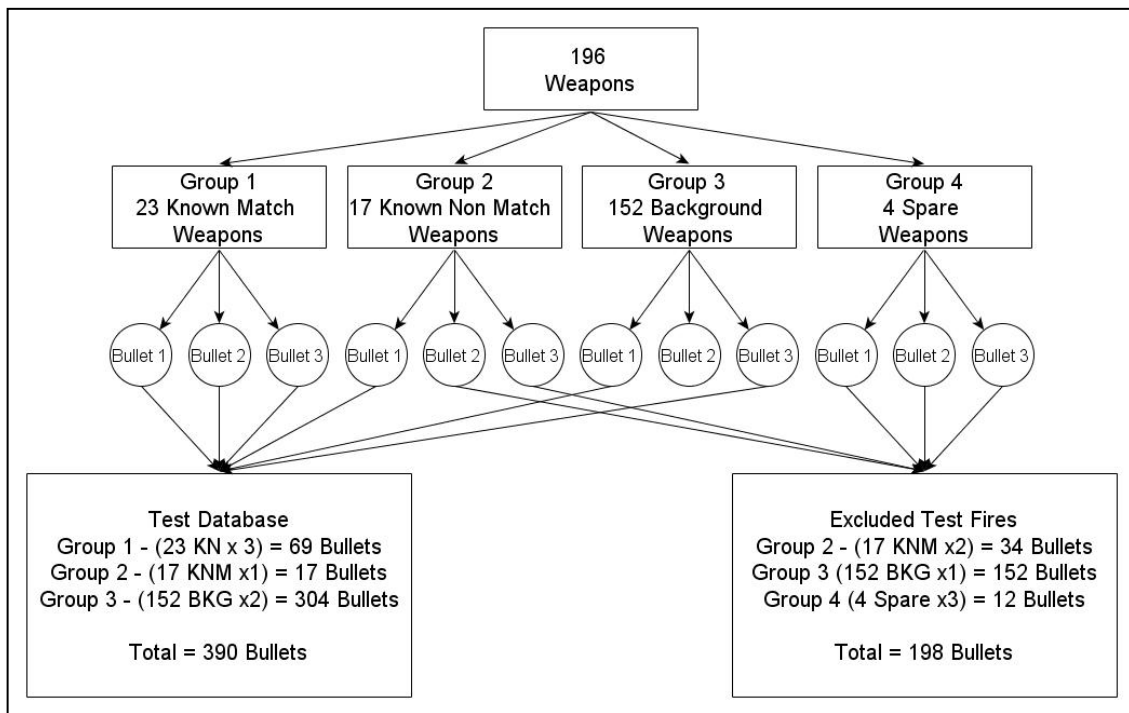 196
Weapons
Group 1
23 Known Match
Weapons
Group 2
17 Known Non Match
Weapons
Group 3
152 Background
Weapons
Group 4
4 Spare
Weapons
Bullet 1
Bullet 2
Bullet 3
Bullet 1
Bullet 2
Bullet 3
Bullet 1
Bullet 2
Bullet 3
Bullet 1
Bullet 2
Bullet 3
Test Database
Group 1 - (23 KN x 3) = 69 Bullets
Group 2 - (17 KNM x1) = 17 Bullets
Group 3 - (152 BKG x2) = 304 Bullets
Total = 390 Bullets
Excluded Test Fires
Group 2 - (17 KNM x2) = 34 Bullets
Group 3 (152 BKG x1) = 152 Bullets
Group 4 (4 Spare x3) = 12 Bullets
Total = 198 Bullets